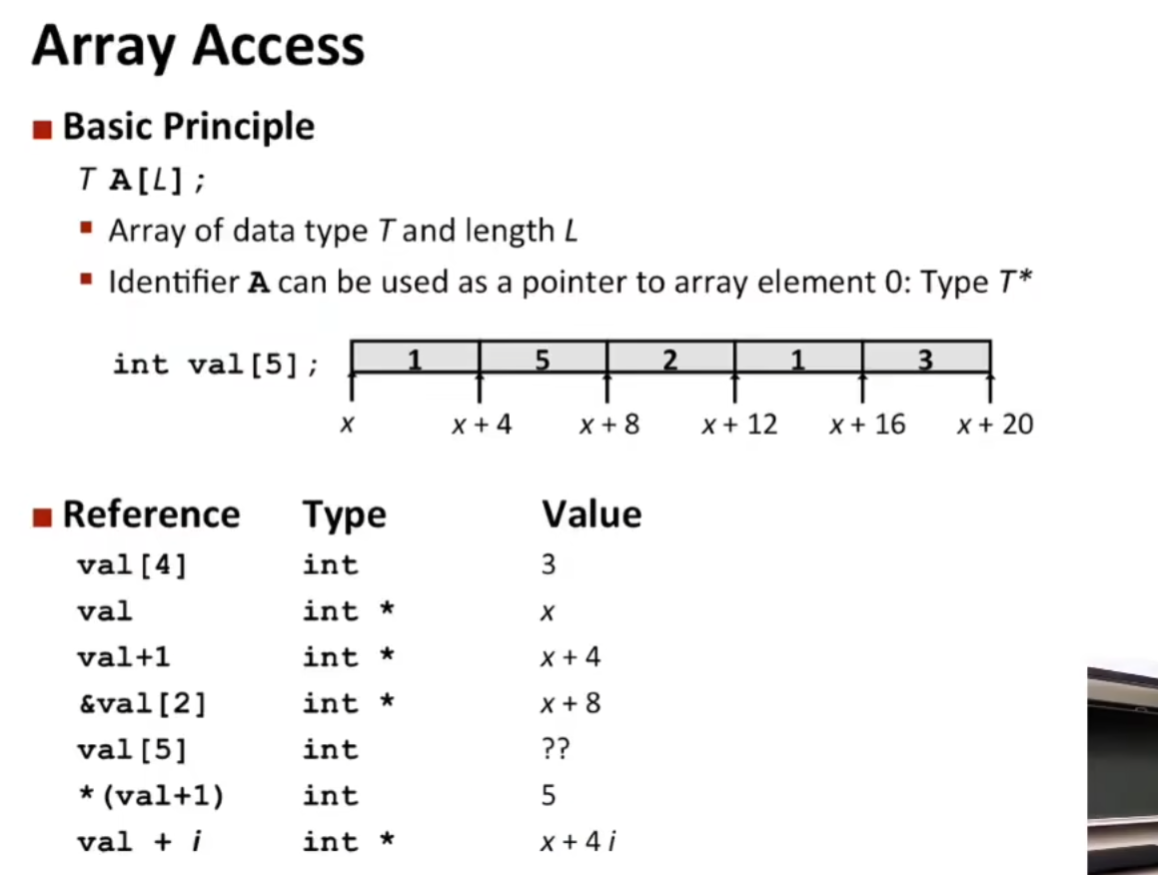 Array Access
■ Basic Principle
T A[L];
▪ Array of data type T and length L
▪ Identifier A can be used as a pointer to array element 0: Type T*
int val[5]; 1 5 2 1 3
x x + 4 x + 8 x + 12 x + 16 x + 20
■ Reference Type Value
val[4] int 3
val int * x
val+1 int * x + 4
&val[2] int * x + 8
val[5] int ??
*(val+1) int 5
val + i int * x + 4 i